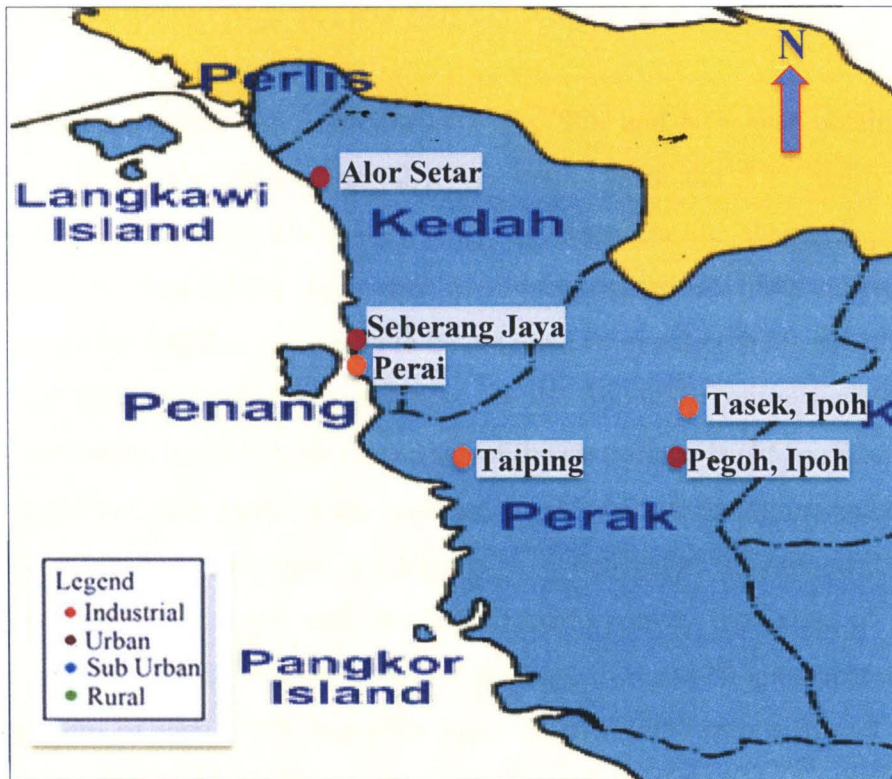 N
Perlis
Alor Setar
Langkawi
Island
Kedah
Seberang Jaya
Perai
Penang
Tasek, Ipoh
K
Taiping
Pegoh, Ipoh
Perak
Legend
Industrial
Urban
Sub Urban
Rural
Pangkor
Island